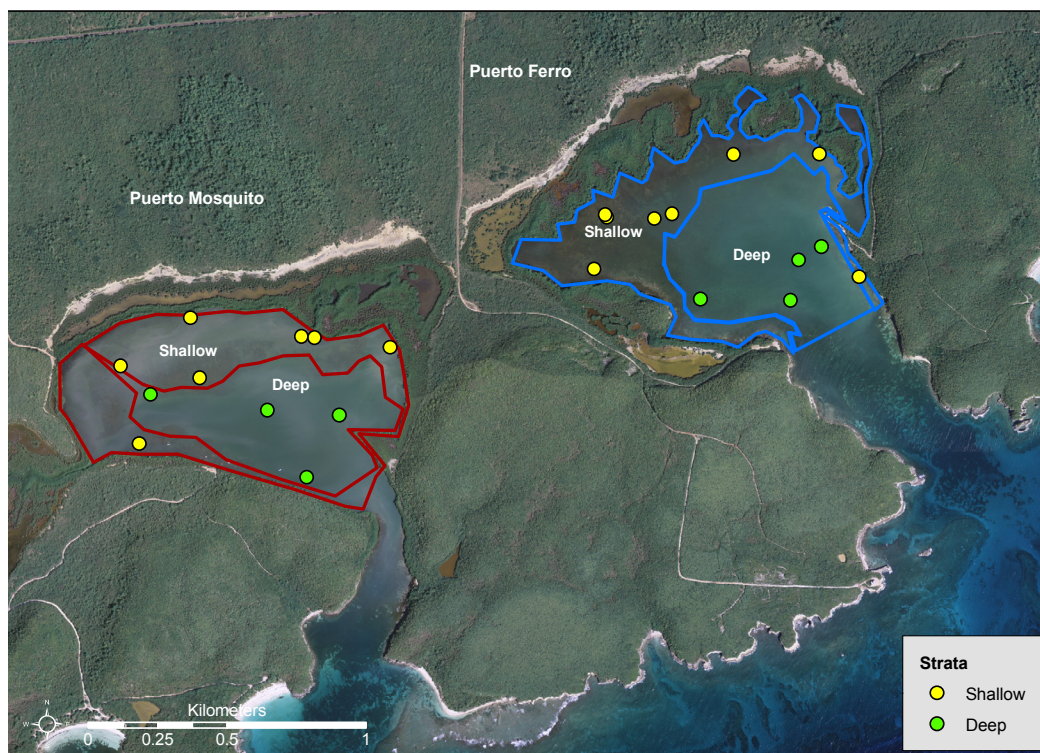 Puerto Ferro
Puerto Mosquito
Shallow
Deep
Shallow
Deep
N
W
E
S
Kilometers
0 0.25 0.5 1
Strata
Shallow
Deep